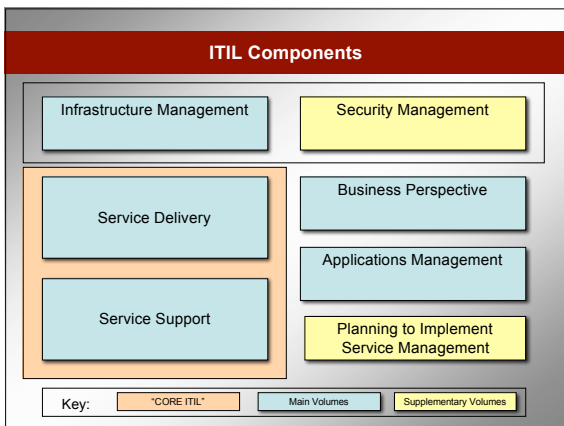 ITIL Components
Infrastructure Management
Security Management
Service Delivery
Business Perspective
Applications Management
Service Support
Planning to Implement
Service Management
Key:
"CORE ITIL"
Main Volumes
Supplementary Volumes